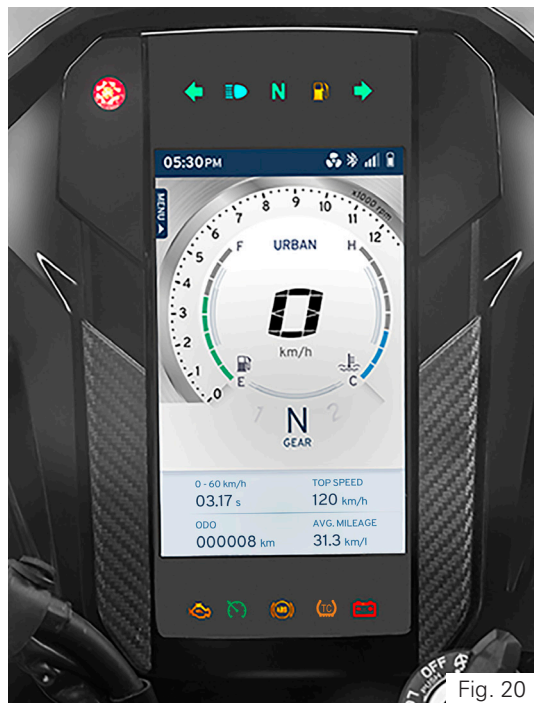 N
05:30PM
MENU
0 1 2 3 4 5 6 7 8 9 10 11 12
x1000 rpm
F URBAN H
0
km/h
E C
1 N 2
GEAR
0 - 60 km/h TOP SPEED
03.17 s 120 km/h
ODO AVG. MILEAGE
000008 km 31.3 km/l
ABS TC
OFF
PUSH
Fig. 20